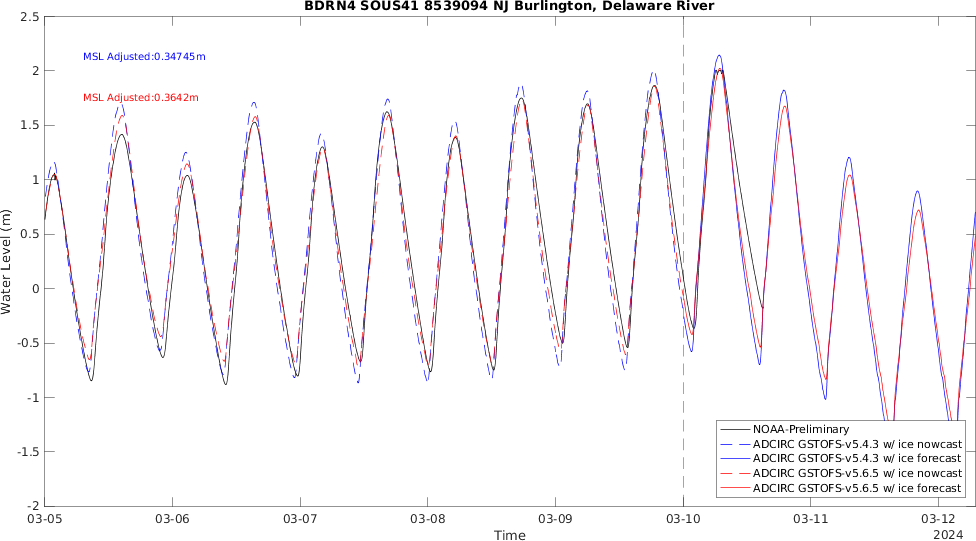 BDRN4 SOUS41 8539094 NJ Burlington, Delaware River
MSL Adjusted:0.34745m
MSL Adjusted:0.3642m
2.5
2
1.5
1
0.5
0
-0.5
-1
-1.5
-2
Water Level (m)
NOAA-Preliminary
ADCIRC GSTOFS-v5.4.3 w/ ice nowcast
ADCIRC GSTOFS-v5.4.3 w/ ice forecast
ADCIRC GSTOFS-v5.6.5 w/ ice nowcast
ADCIRC GSTOFS-v5.6.5 w/ ice forecast
03-05 03-06 03-07 03-08 03-09 03-10 03-11 03-12
Time
2024